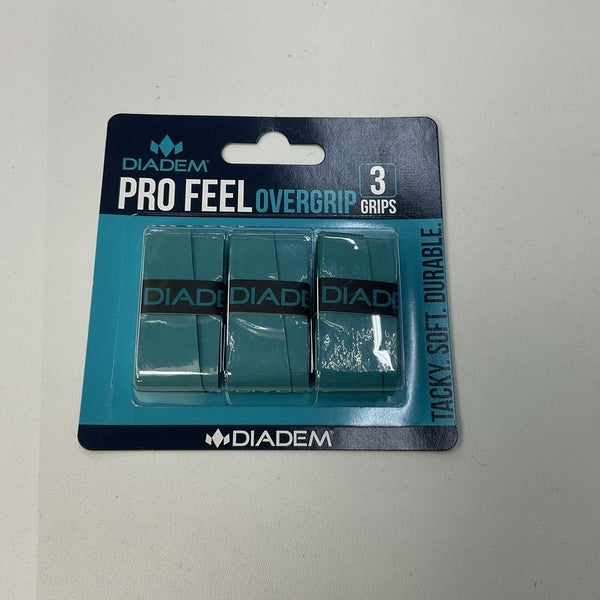 DIADEM®
PRO FEEL OVERGRIP
3
GRIPS
DIADE
DIADE
DIADE
TACKY. SOFT. DURABLE.
DIADEM®